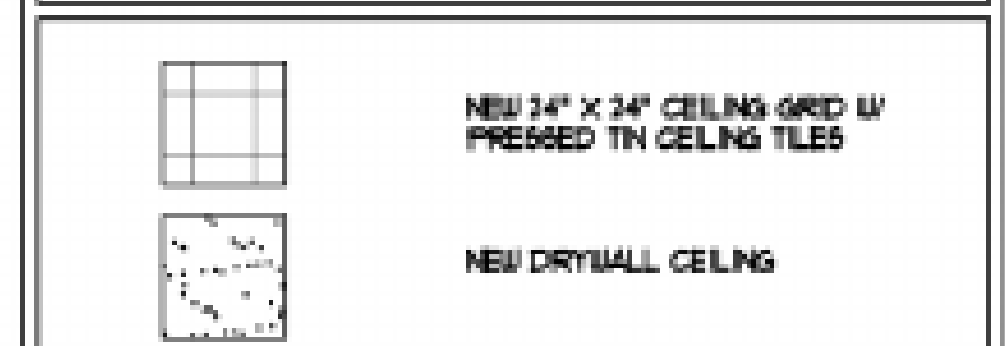 NEW 24" X 24" CEILING GRID W/
PRESSED TIN CEILING TILES
NEW DRYWALL CEILING